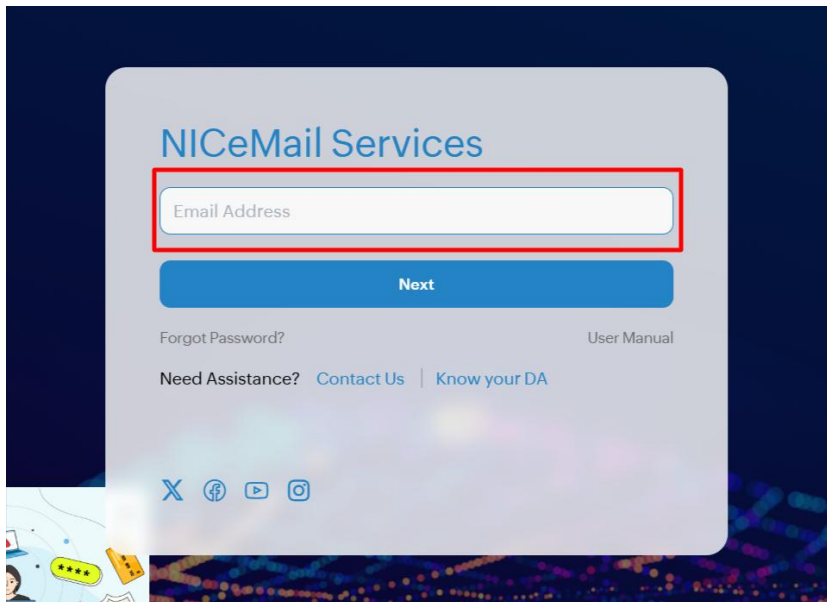 NICeMail Services
Email Address
Next
Forgot Password? User Manual
Need Assistance? Contact Us | Know your DA
****